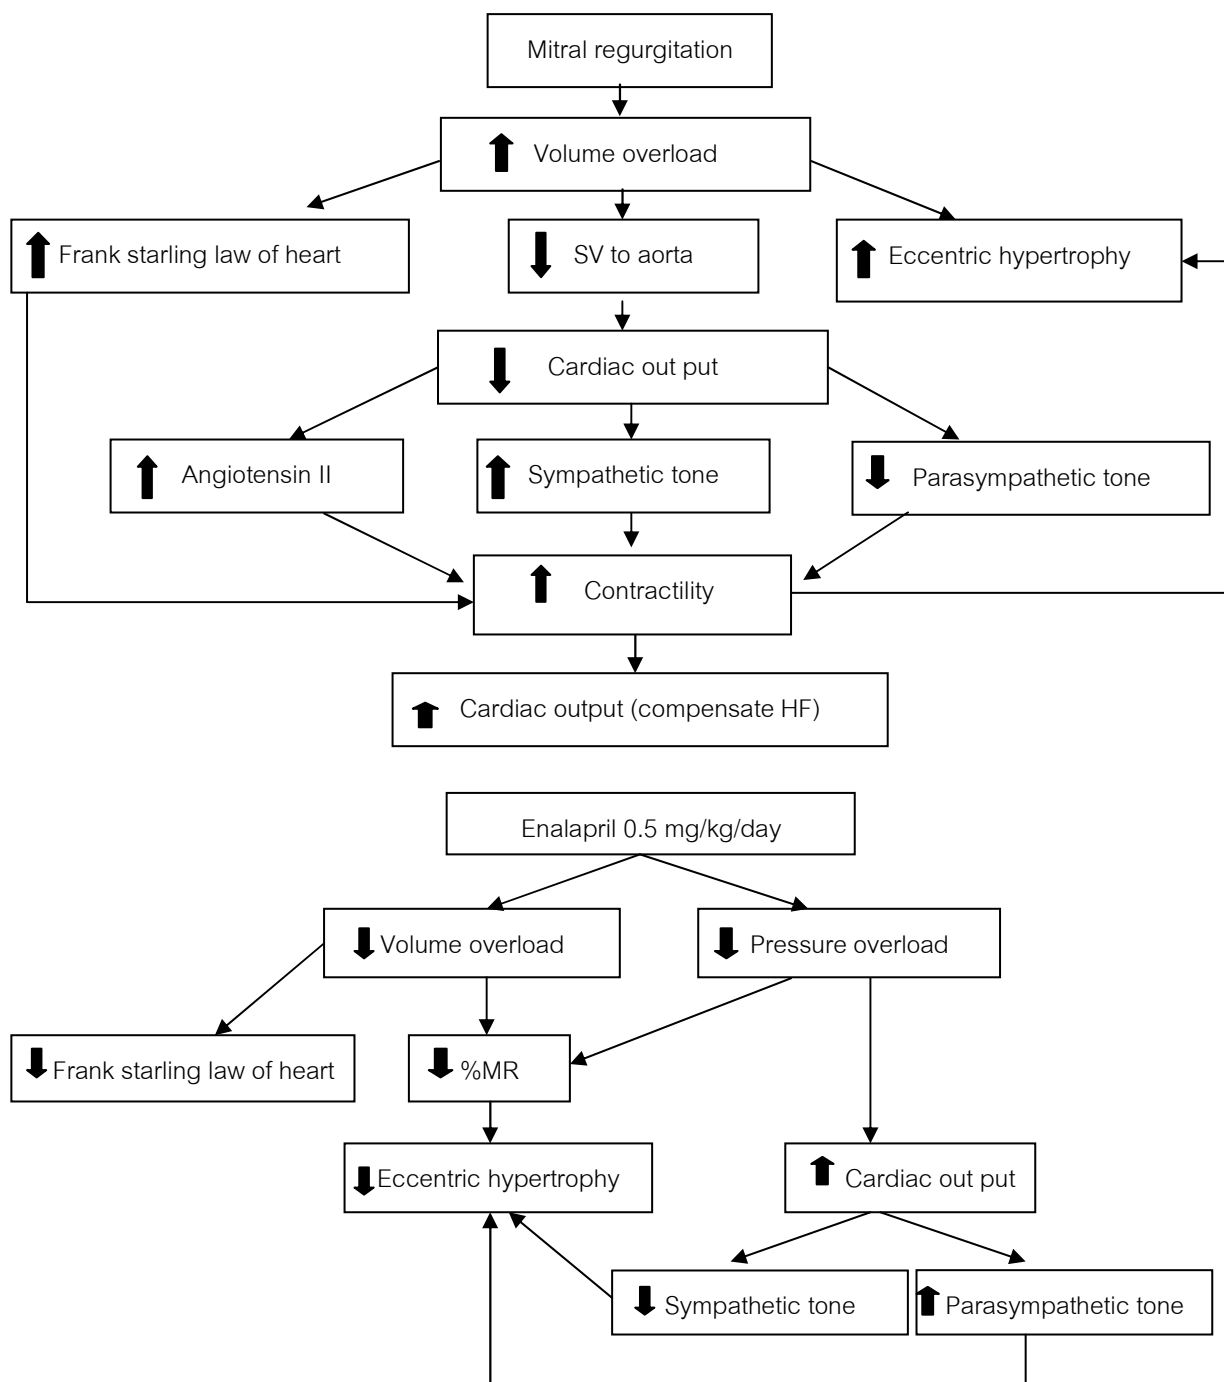 Mitral regurgitation
Volume overload
Frank starling law of heart
SV to aorta
Eccentric hypertrophy
Cardiac out put
Angiotensin II
Sympathetic tone
Parasympathetic tone
Contractility
Cardiac output (compensate HF)
Enalapril 0.5 mg/kg/day
Volume overload
Pressure overload
Frank starling law of heart
%MR
Eccentric hypertrophy
Cardiac out put
Sympathetic tone
Parasympathetic tone